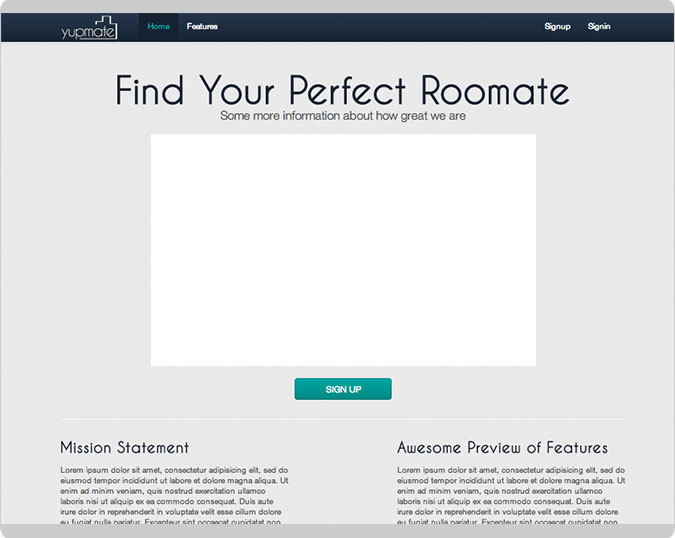 yupmate Home Features Signup Signin
Find Your Perfect Roomate
Some more information about how great we are
SIGN UP
Mission Statement
Lorem ipsum dolor sit amet, consectetur adipisicing elit, sed do
eiusmod tempor incididunt ut labore et dolore magna aliqua. Ut
enim ad minim veniam, quis nostrud exercitation ullamco
laboris nisi ut aliquip ex ea commodo consequat. Duis aute
irure dolor in reprehenderit in voluptate velit esse cillum dolore
eu fugiat nulla pariatur. Excepteur sint occaecat cupidatat non
Awesome Preview of Features
Lorem ipsum dolor sit amet, consectetur adipisicing elit, sed do
eiusmod tempor incididunt ut labore et dolore magna aliqua. Ut
enim ad minim veniam, quis nostrud exercitation ullamco
laboris nisi ut aliquip ex ea commodo consequat. Duis aute
irure dolor in reprehenderit in voluptate velit esse cillum dolore
eu fugiat nulla pariatur. Excepteur sint occaecat cupidatat non